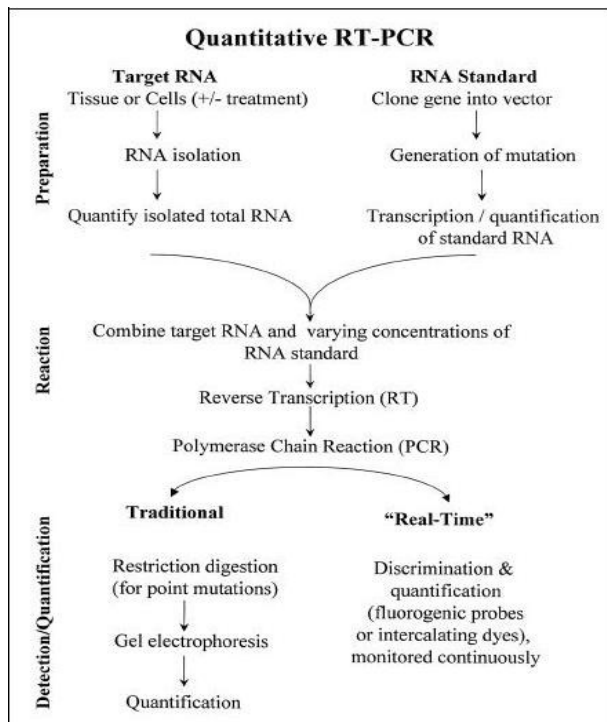 Quantitative RT-PCR
Target RNA
Tissue or Cells (+/- treatment)
RNA isolation
Quantify isolated total RNA
RNA Standard
Clone gene into vector
Generation of mutation
Transcription / quantification
of standard RNA
Preparation
Combine target RNA and varying concentrations of
RNA standard
Reverse Transcription (RT)
Polymerase Chain Reaction (PCR)
Reaction
Traditional
Restriction digestion
(for point mutations)
Gel electrophoresis
Quantification
“Real-Time”
Discrimination &
quantification
(fluorogenic probes
or intercalating dyes),
monitored continuously
Detection/Quantification